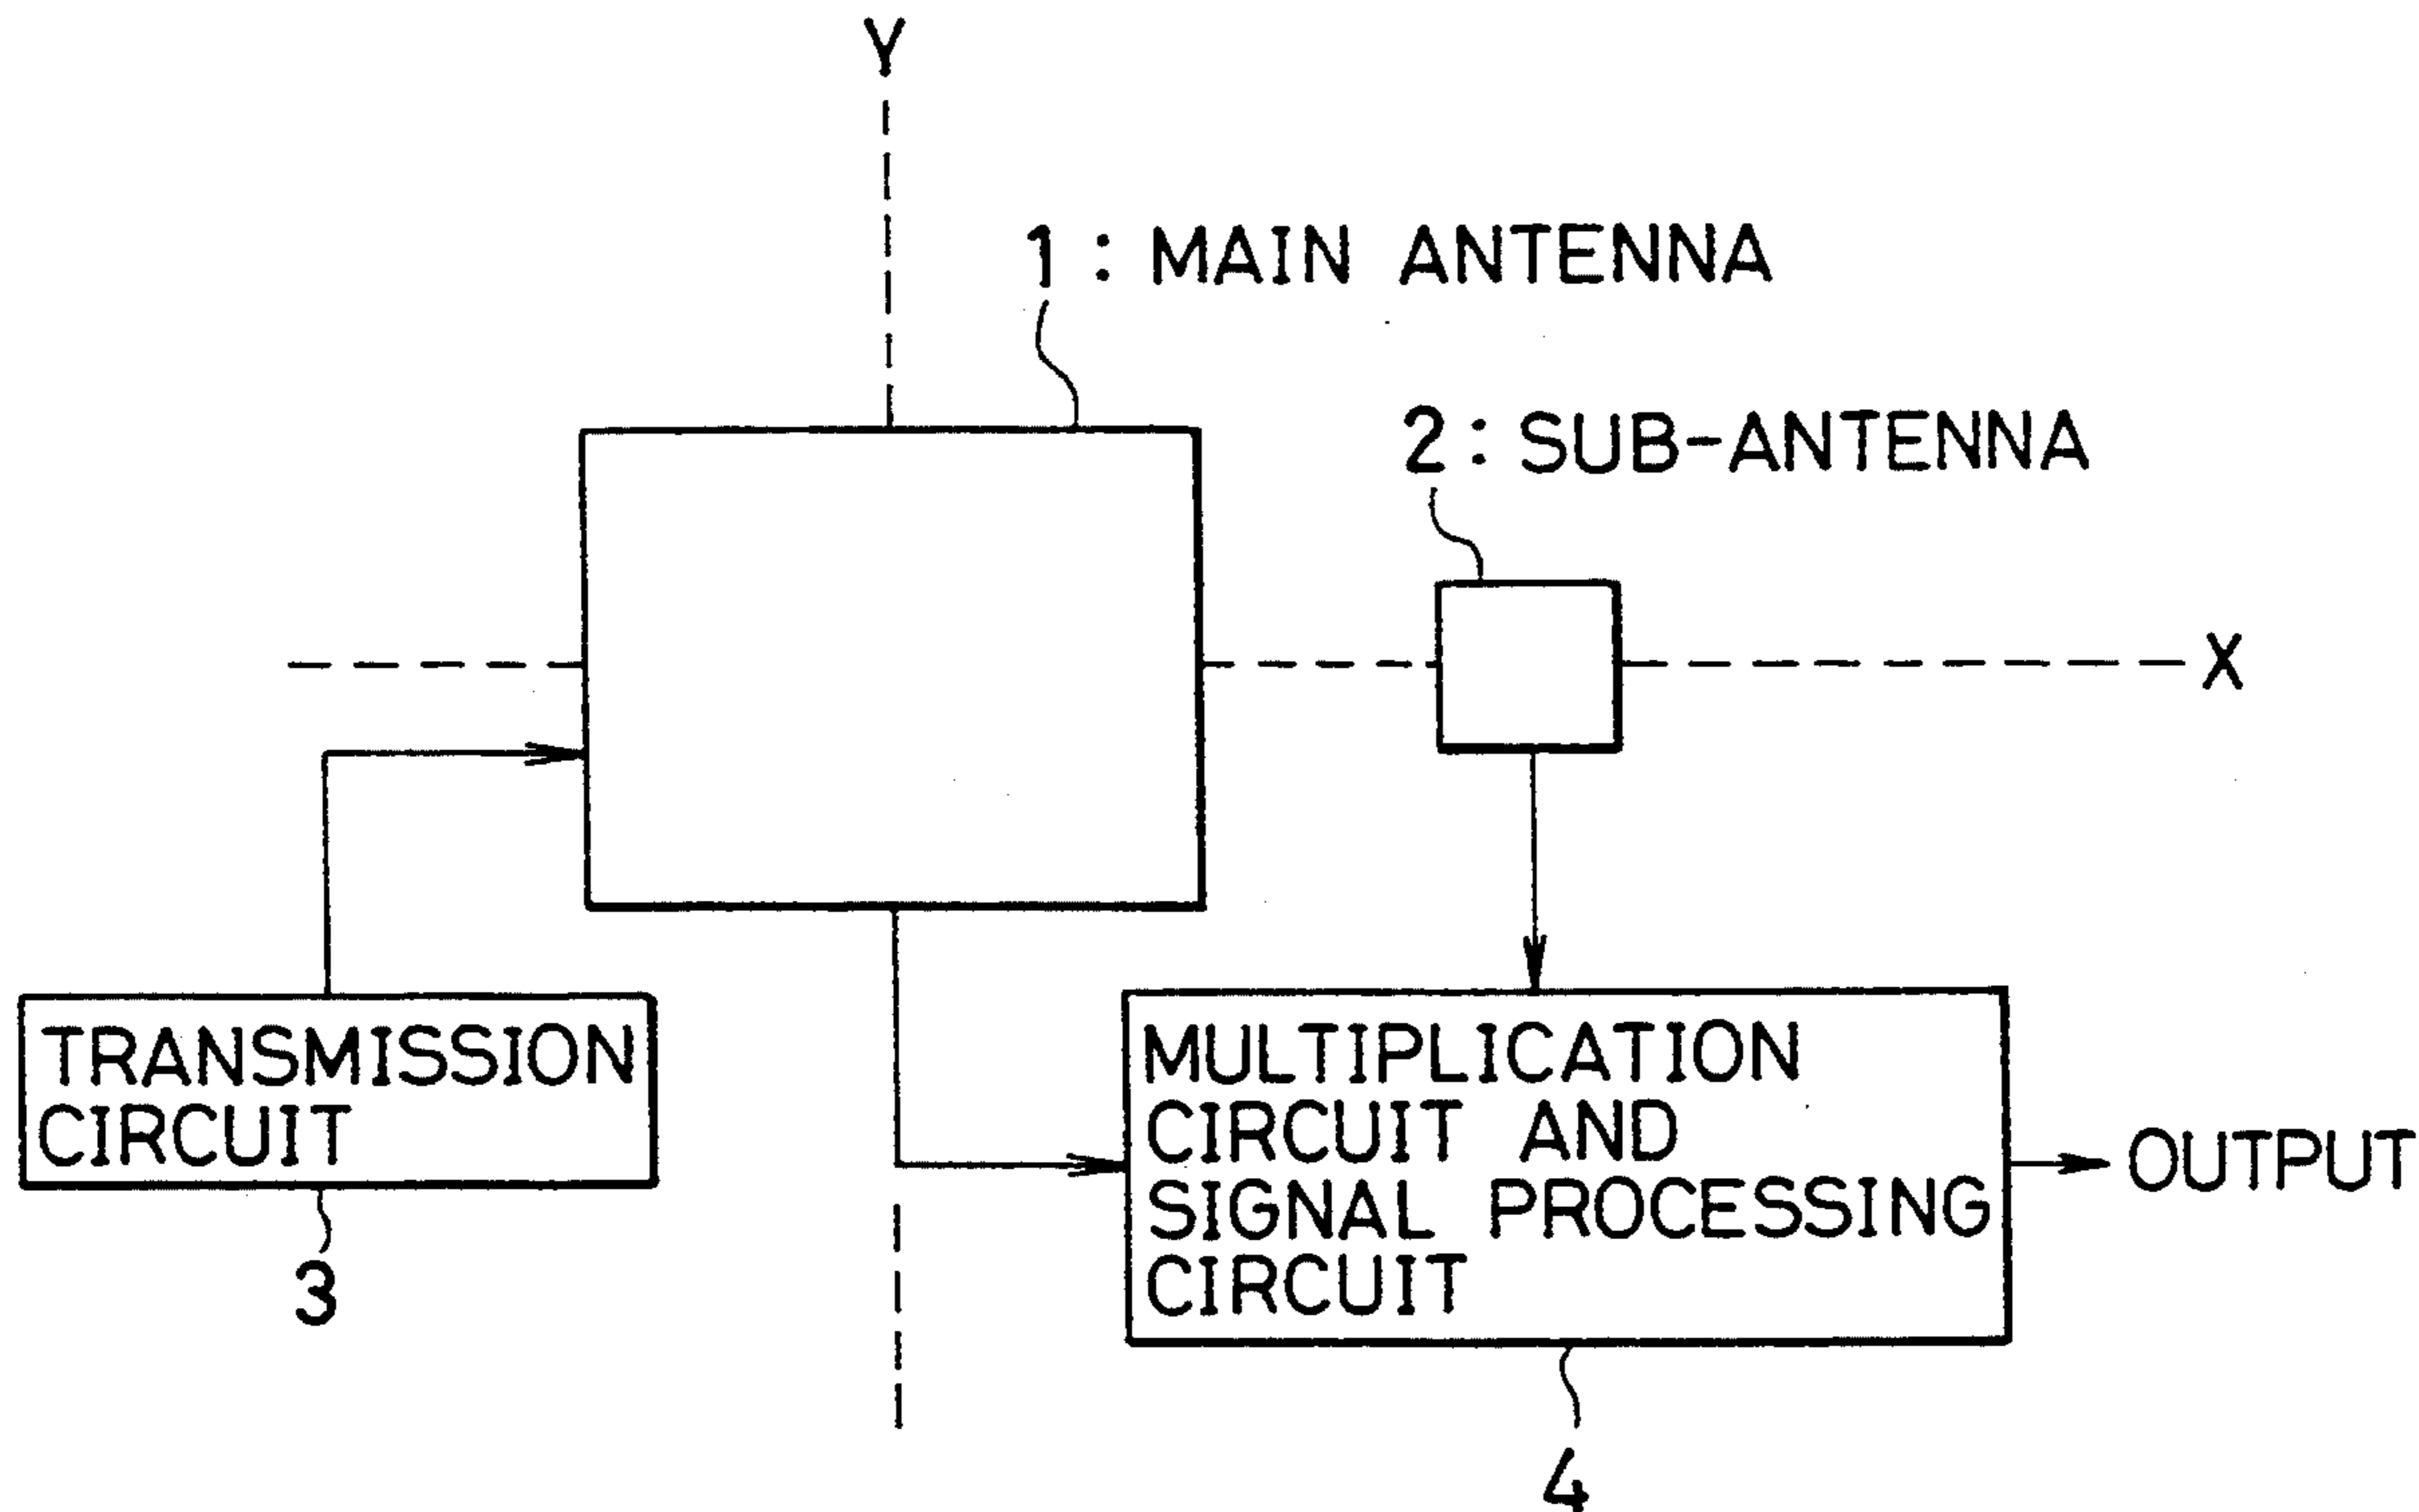 Y
1 : MAIN ANTENNA
2 : SUB-ANTENNA
X
TRANSMISSION
CIRCUIT
3
MULTIPLICATION
CIRCUIT AND
SIGNAL PROCESSING
CIRCUIT
OUTPUT
4